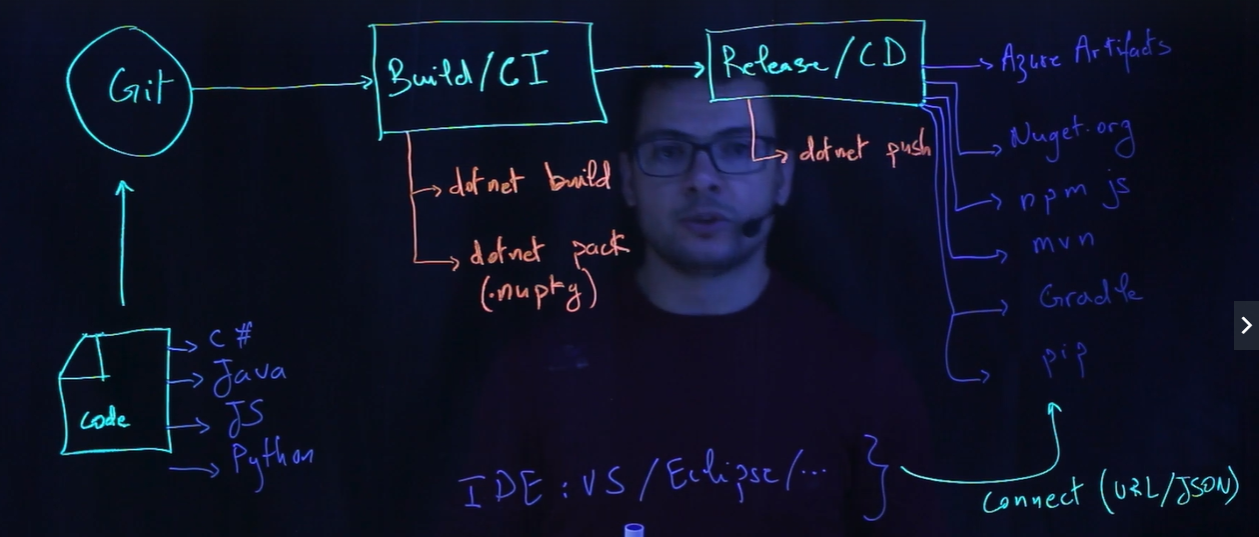 Git
Build/CI
Release/CD
Azure Artifacts
Nuget.org
npm js
mvn
Gradle
pip
dotnet push
dotnet build
dotnet pack
(.nupkg)
code
C#
Java
JS
Python
IDE: VS/Eclipse/...
Connect (URL/JSON)